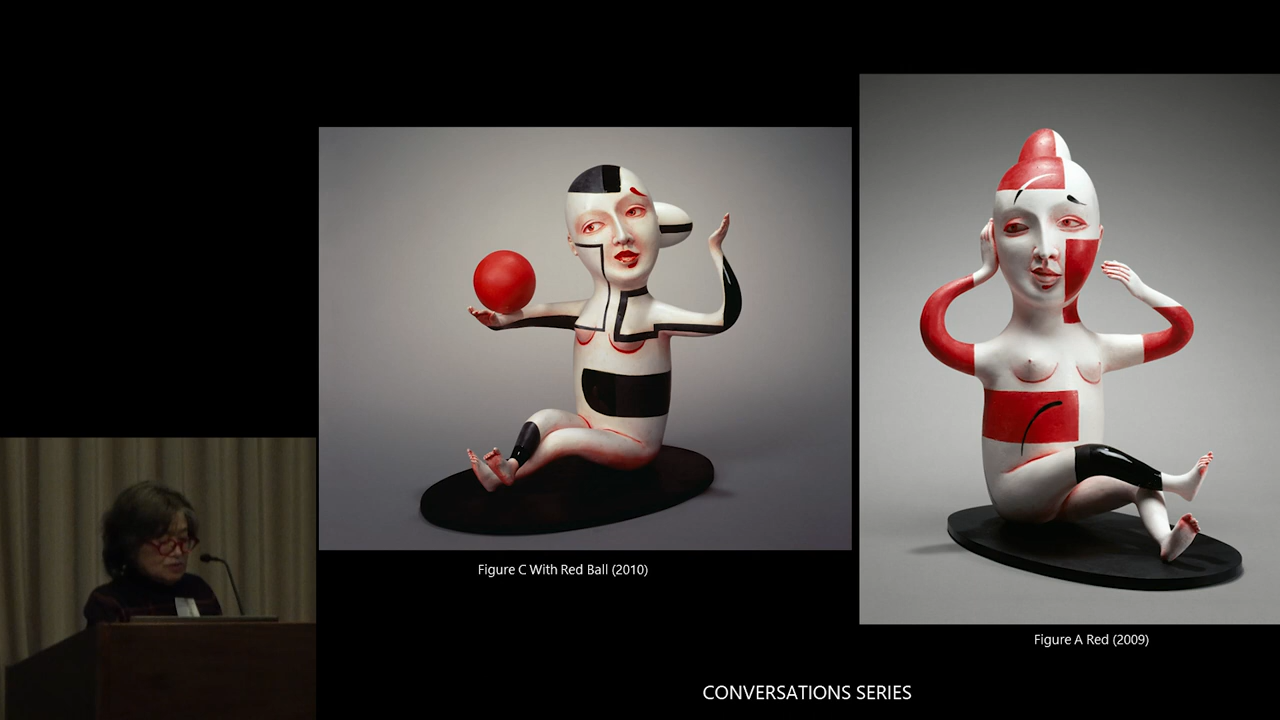 Figure C With Red Ball (2010)
Figure A Red (2009)
CONVERSATIONS SERIES